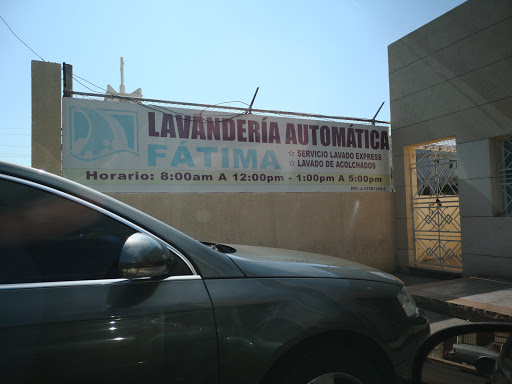 LAVANDERÍA AUTOMÁTICA
FÁTIMA
☆ SERVICIO LAVADO EXPRESS
☆ LAVADO DE ACOLCHADOS
Horario: 8:00am A 12:00pm - 1:00pm A 5:00pm